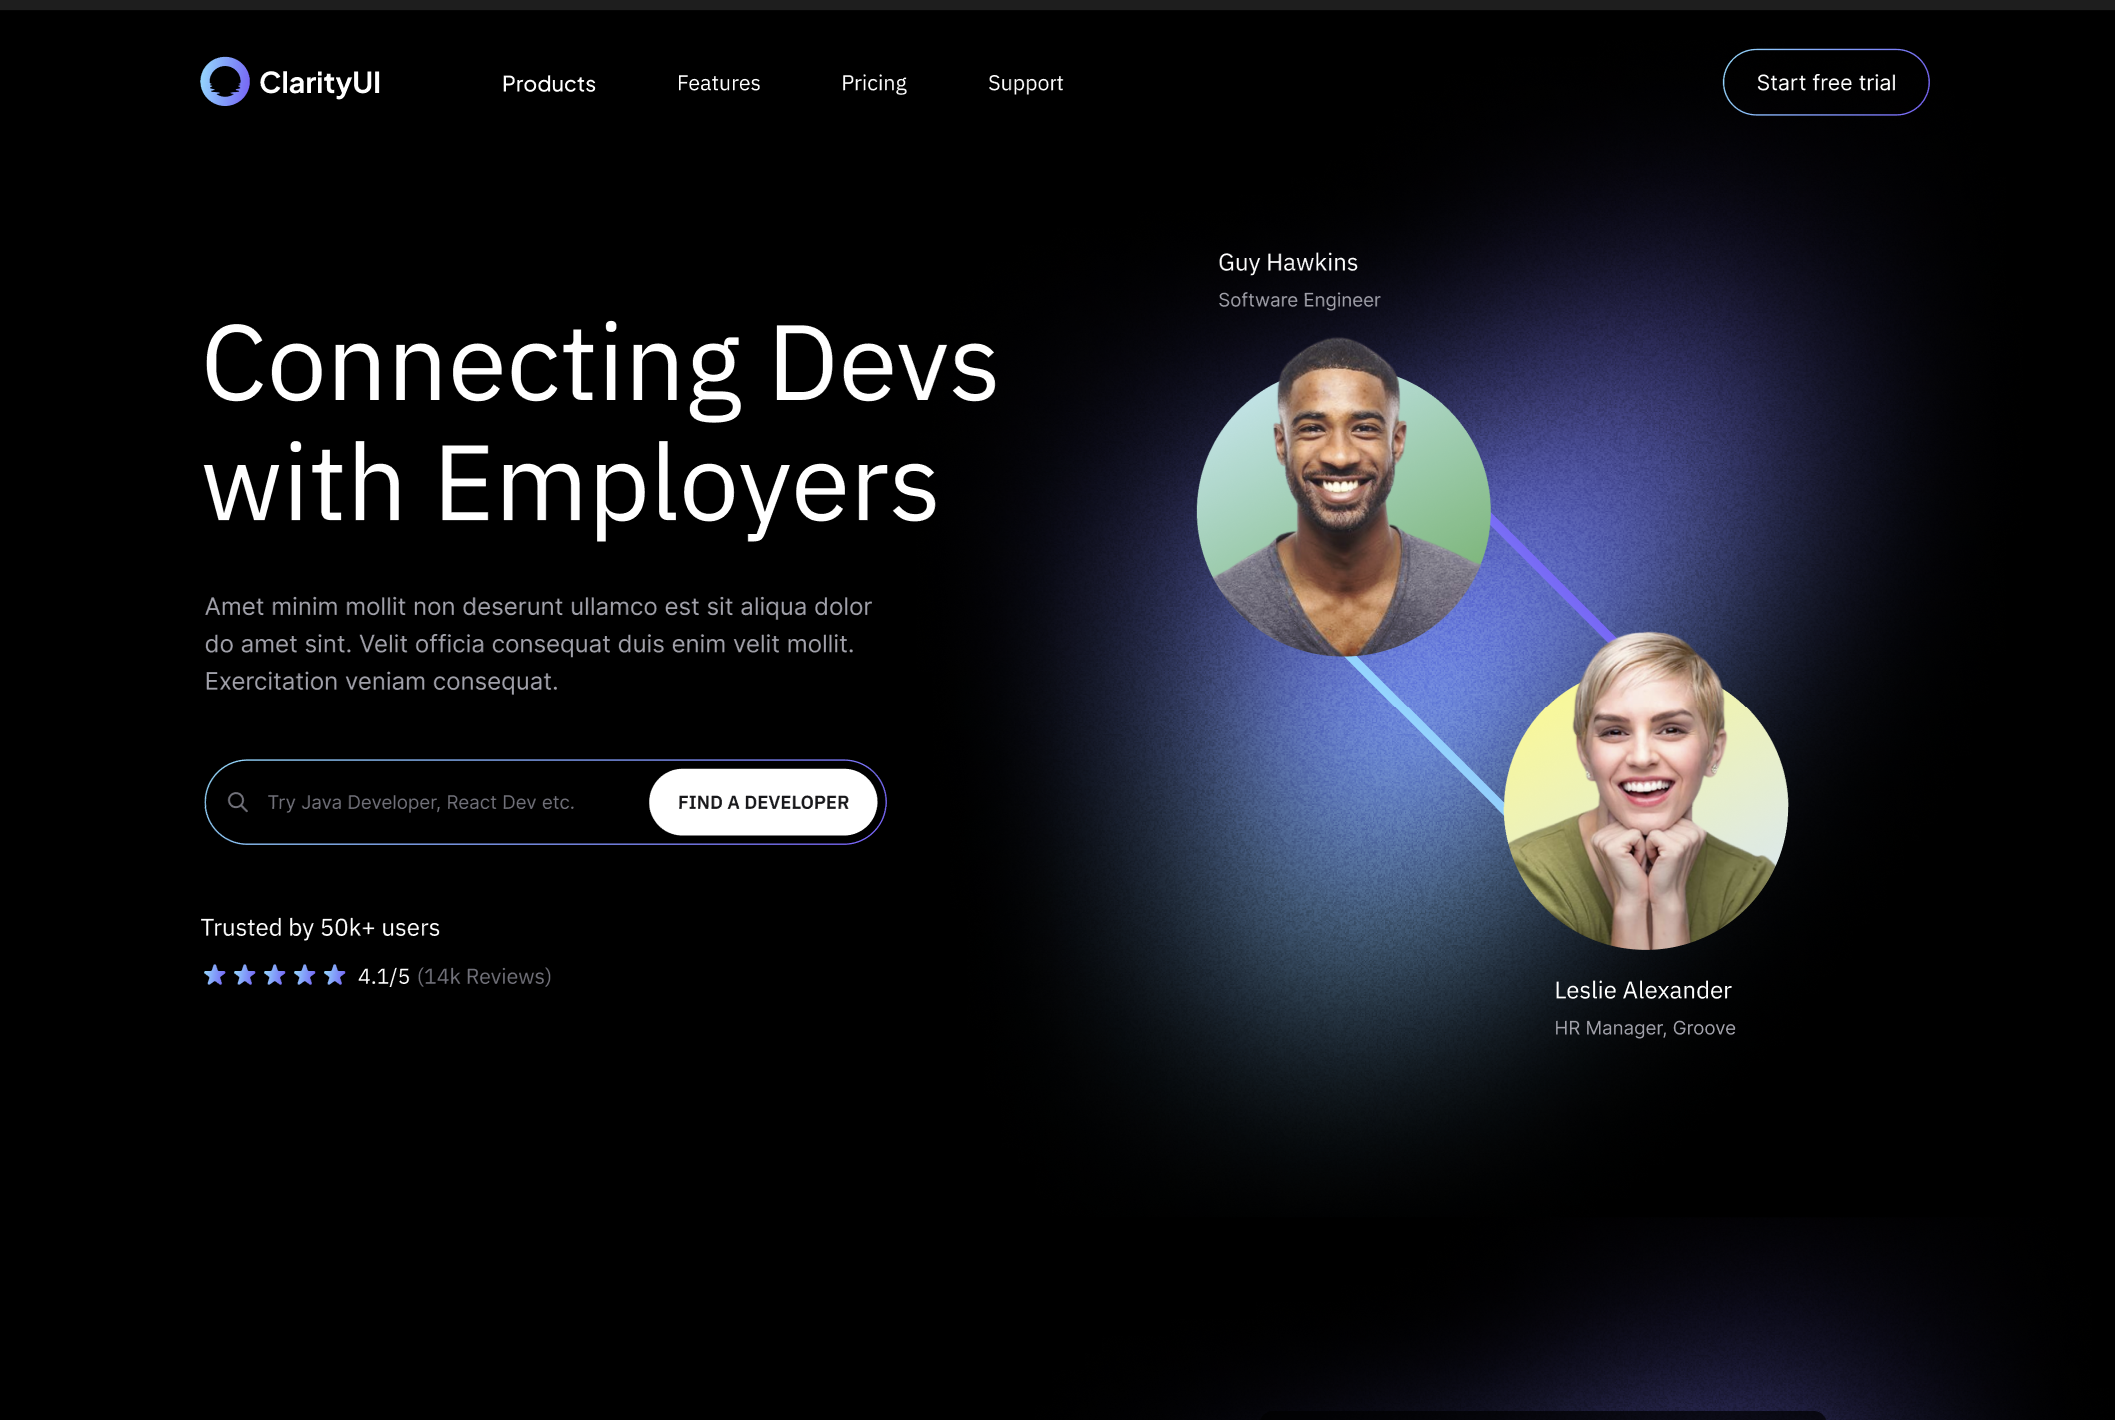 ClarityUI
Products
Features
Pricing
Support
Start free trial
Connecting Devs
with Employers
Amet minim mollit non deserunt ullamco est sit aliqua dolor
do amet sint. Velit officia consequat duis enim velit mollit.
Exercitation veniam consequat.
Try Java Developer, React Dev etc.
FIND A DEVELOPER
Trusted by 50k+ users
4.1/5 (14k Reviews)
Guy Hawkins
Software Engineer
Leslie Alexander
HR Manager, Groove